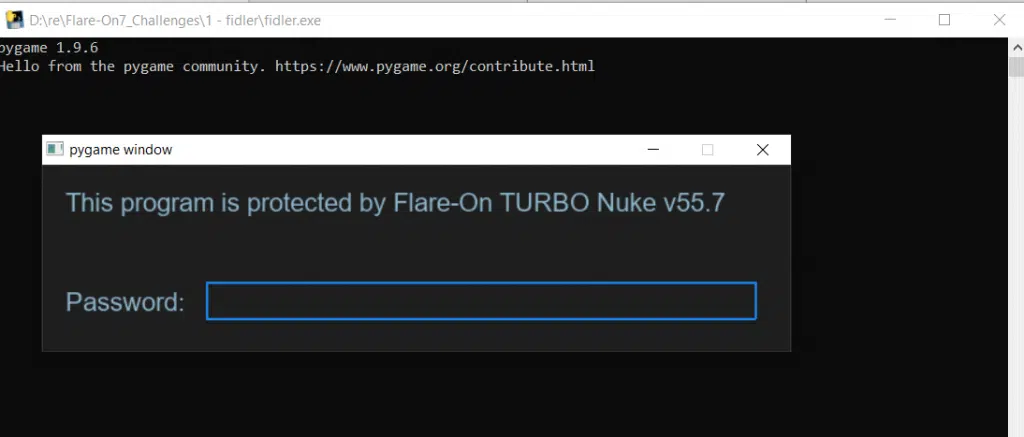 D:\re\Flare-On7_Challenges\1 - fidler\fidler.exe
pygame 1.9.6
Hello from the pygame community. https://www.pygame.org/contribute.html
pygame window
This program is protected by Flare-On TURBO Nuke v55.7
Password: